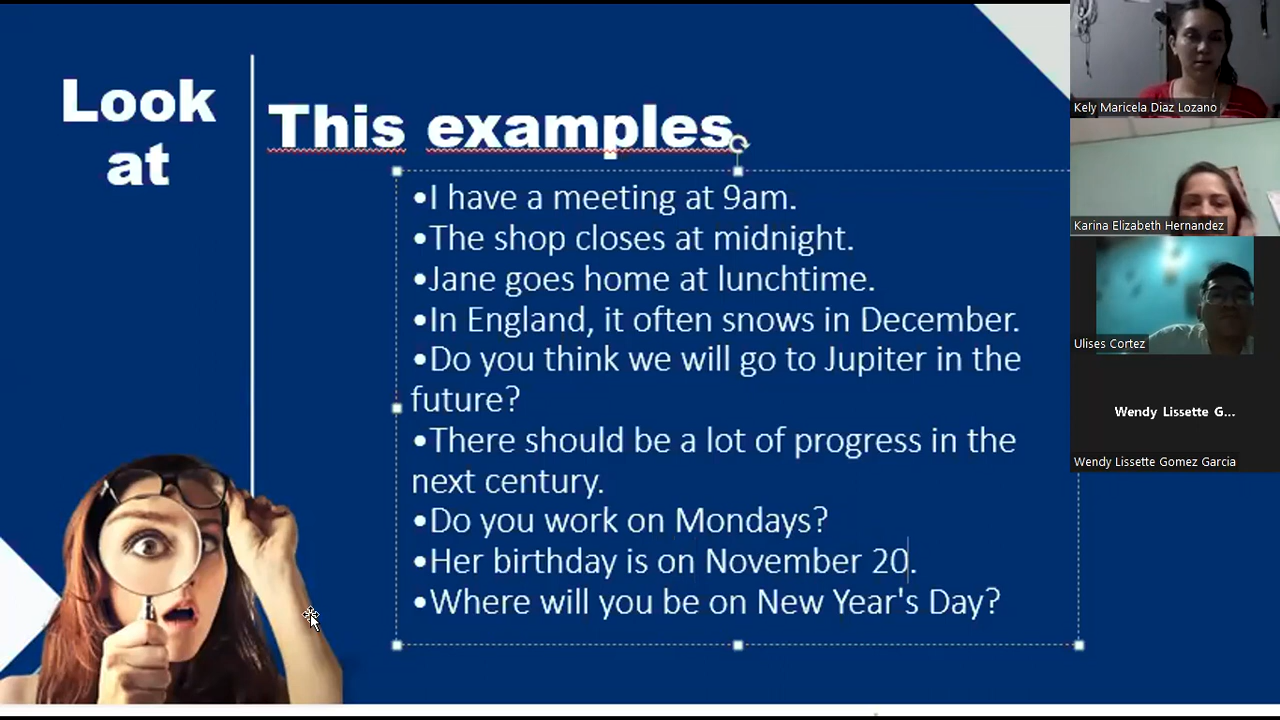 Look
at
This examples
•I have a meeting at 9am.
•The shop closes at midnight.
•Jane goes home at lunchtime.
•In England, it often snows in December.
•Do you think we will go to Jupiter in the
future?
•There should be a lot of progress in the
next century.
•Do you work on Mondays?
•Her birthday is on November 20.
•Where will you be on New Year's Day?
Kely Maricela Diaz Lozano
Karina Elizabeth Hernandez
Ulises Cortez
Wendy Lissette G...
Wendy Lissette Gomez Garcia